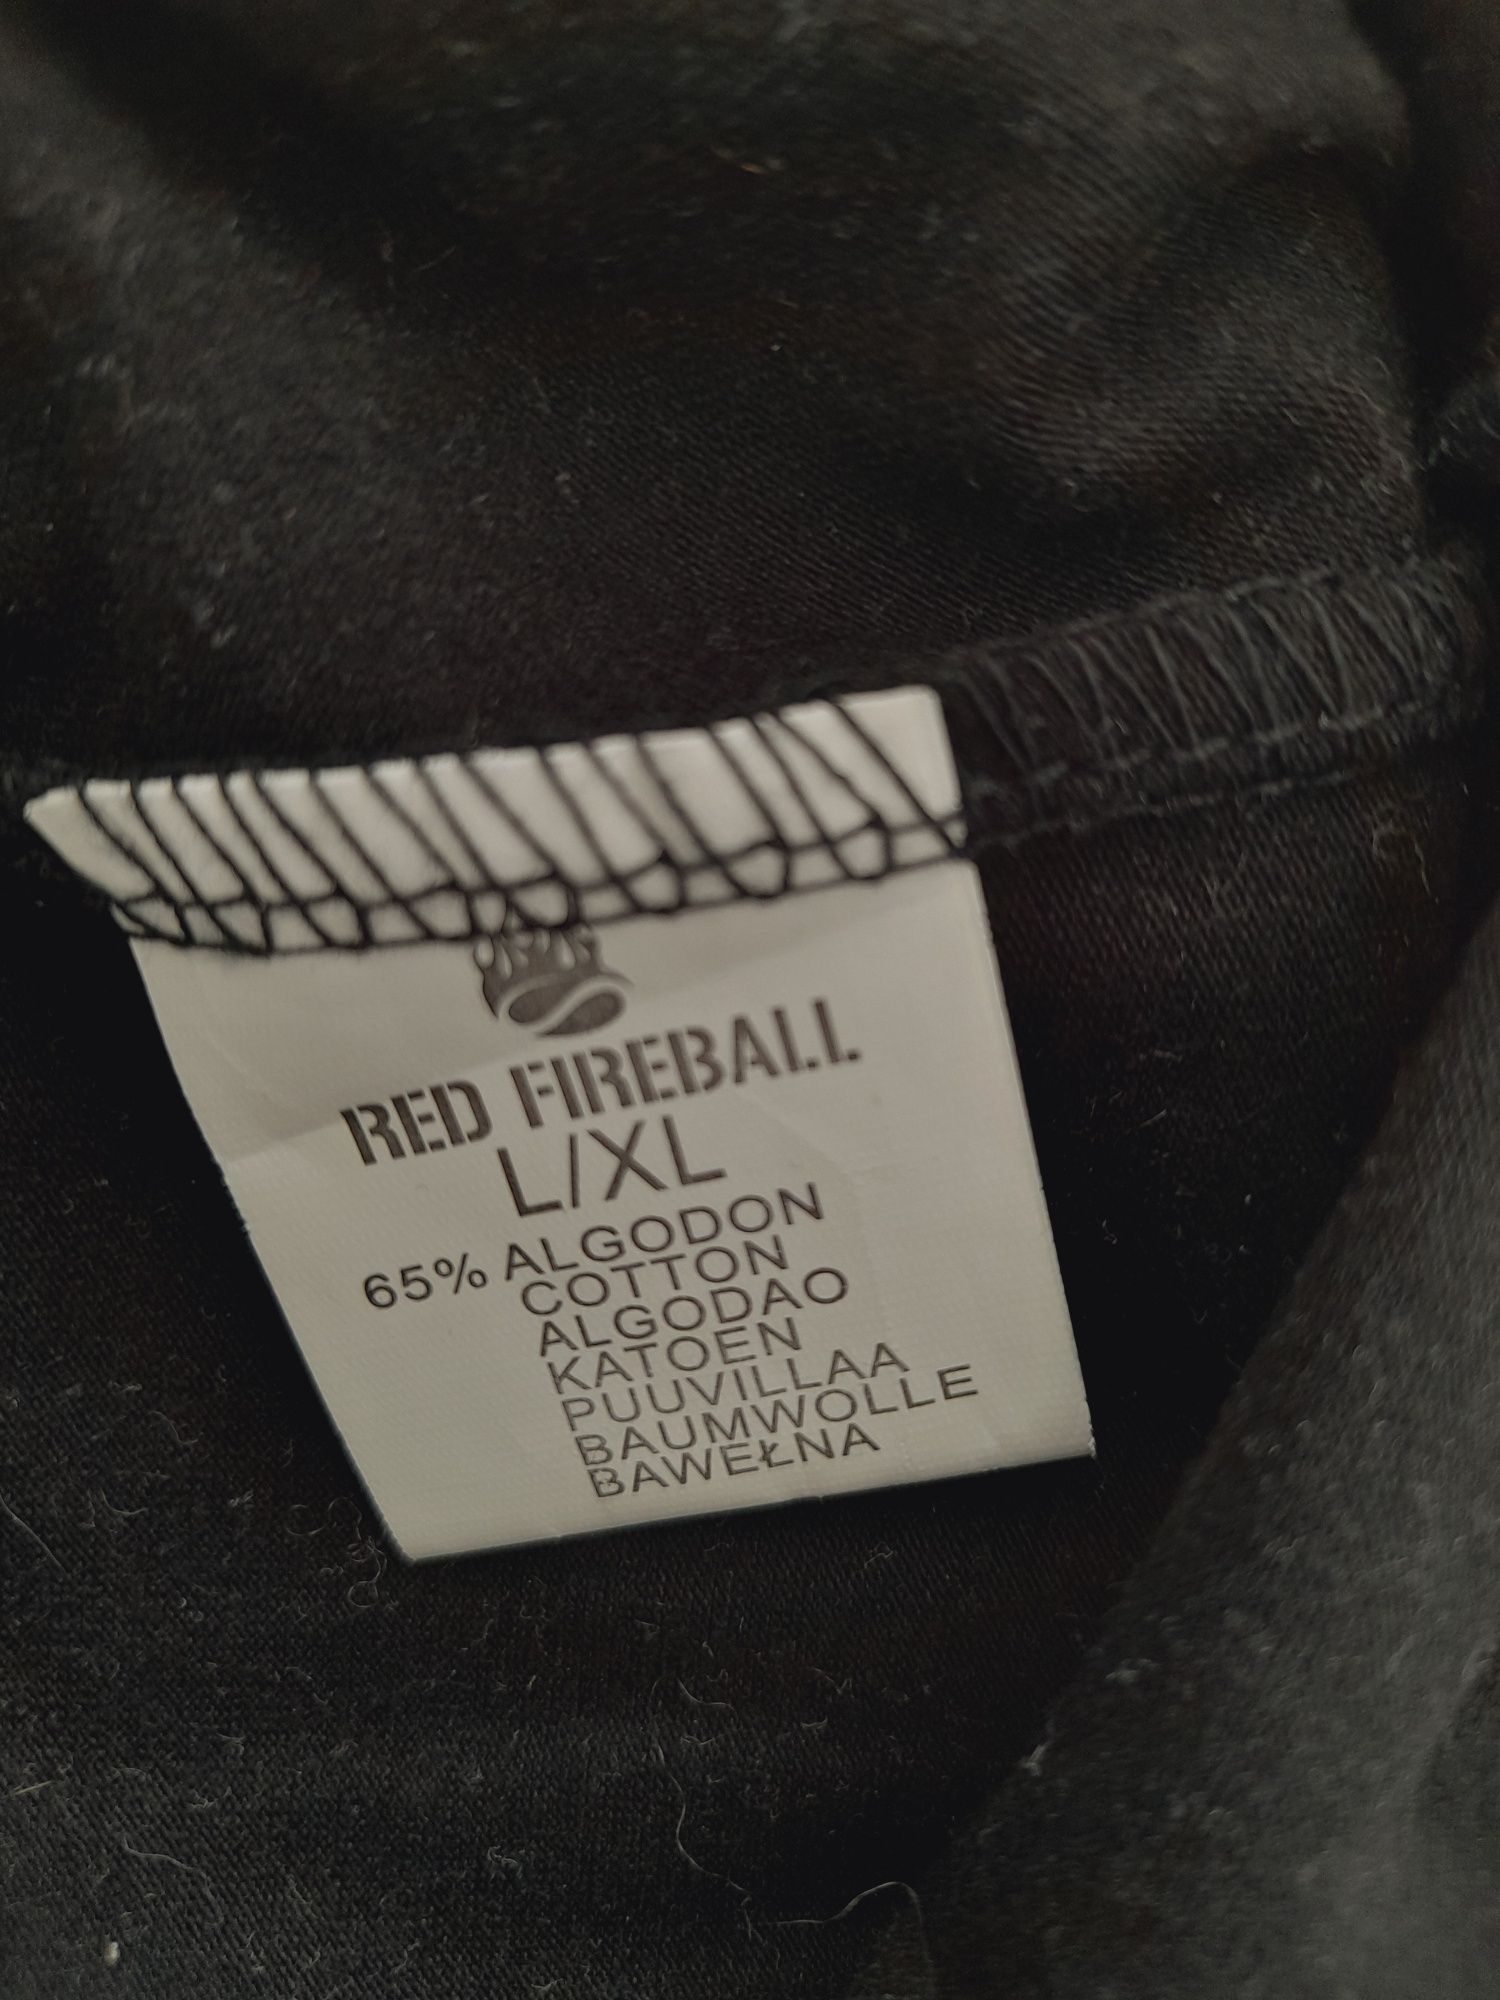 RED FIREBALL
L/XL
65% ALGODON
COTTON
ALGODAO
KATOEN
PUUVILLAA
BAUMWOLLE
BAWEŁNA